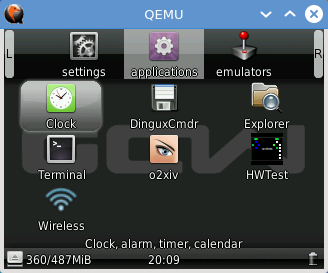 QEMU
L
R
settings applications emulators
Clock DinguxCmdr Explorer
Terminal o2xiv HWTest
Wireless
Clock, alarm, timer, calendar
360/487MiB 20:09